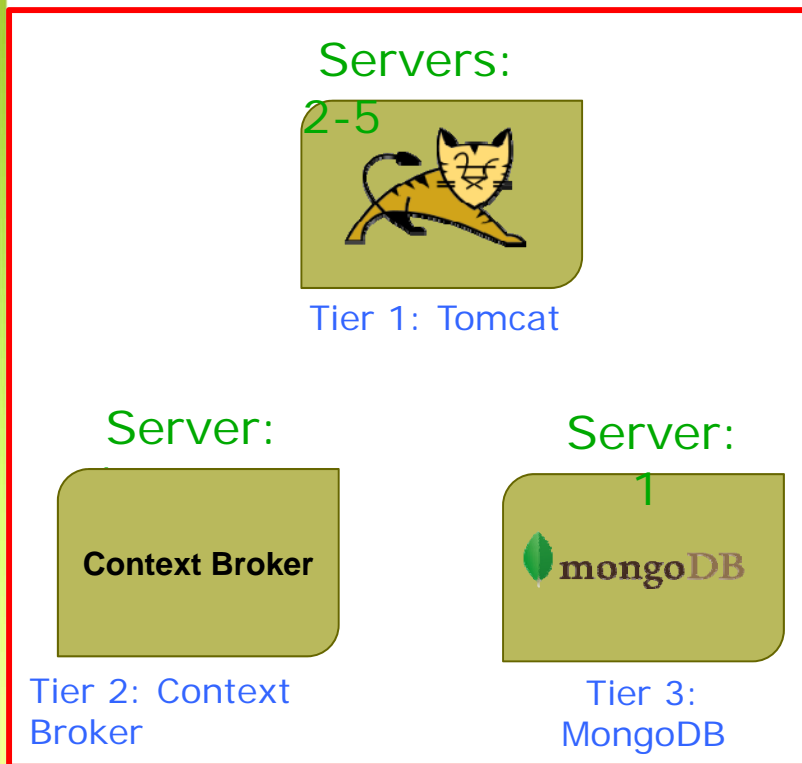 Servers:
2-5
Tier 1: Tomcat
Server:
Context Broker
Tier 2: Context
Broker
Server:
1
mongoDB
Tier 3:
MongoDB